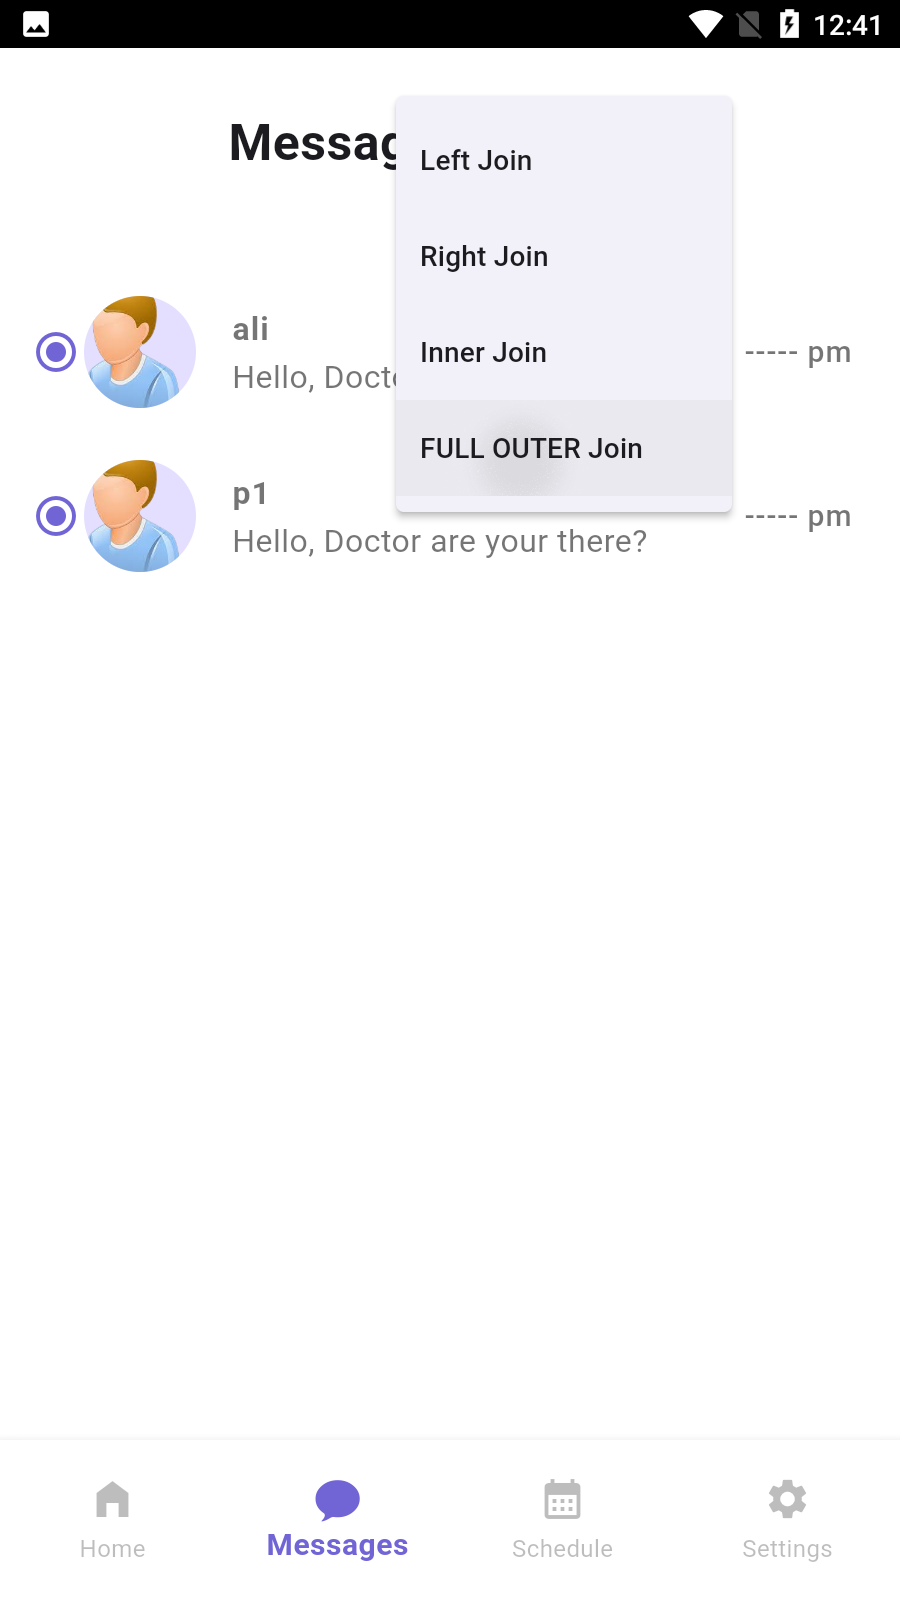 12:41
Messag
Left Join
Right Join
Inner Join
FULL OUTER Join
ali
Hello, Docto
----- pm
p1
Hello, Doctor are your there?
----- pm
Home
Messages
Schedule
Settings